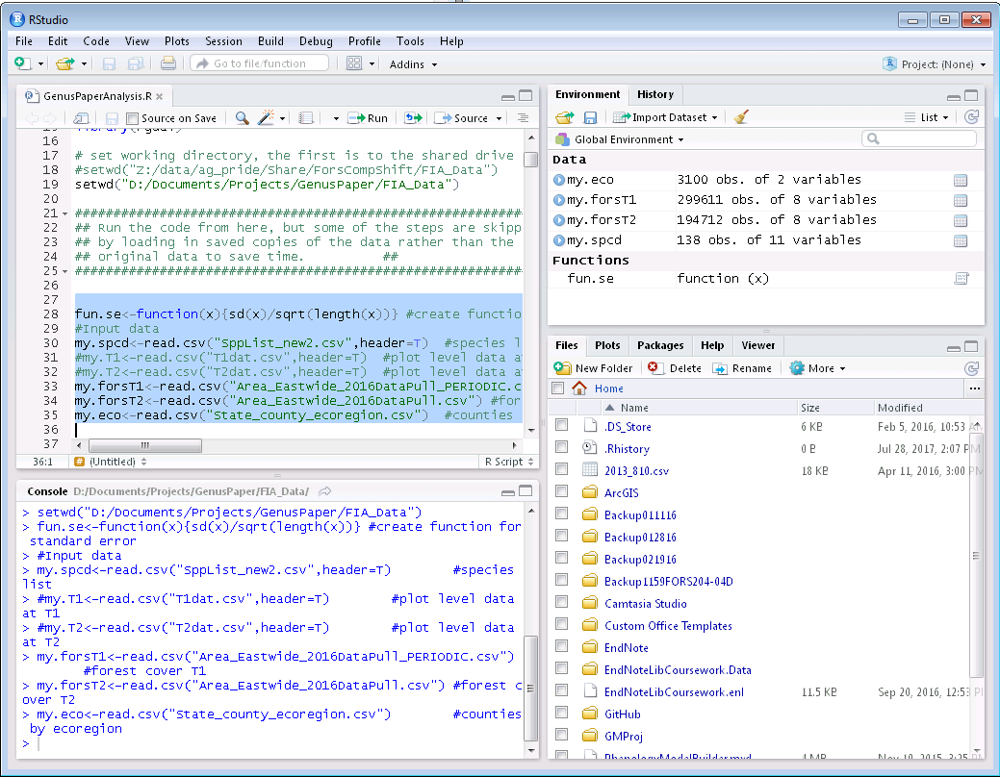 RStudio
File Edit Code View Plots Session Build Debug Profile Tools Help
Go to file/function Addins Project: (None)
GenusPaperAnalysis.R
Source on Save Run Source
16
17 # set working directory, the first is to the shared drive
18 #setwd("Z:/data/ag_pride/Share/ForsCompShift/FIA_Data")
19 setwd("D:/Documents/Projects/GenusPaper/FIA_Data")
20
21 ##########################################################
22 ## Run the code from here, but some of the steps are skipp
23 ## by loading in saved copies of the data rather than the
24 ## original data to save time. ##
25 ##########################################################
26
27
28 fun.se<-function(x){sd(x)/sqrt(length(x))} #create functio
29 #Input data
30 my.spcd<-read.csv("SppList_new2.csv",header=T) #species l
31 #my.T1<-read.csv("T1dat.csv",header=T) #plot level data a
32 #my.T2<-read.csv("T2dat.csv",header=T) #plot level data a
33 my.forsT1<-read.csv("Area_Eastwide_2016DataPull_PERIODIC.c
34 my.forsT2<-read.csv("Area_Eastwide_2016DataPull.csv") #for
35 my.eco<-read.csv("State_county_ecoregion.csv") #counties
36
37
36:1 # (Untitled) R Script
Console D:/Documents/Projects/GenusPaper/FIA_Data/
> setwd("D:/Documents/Projects/GenusPaper/FIA_Data")
> fun.se<-function(x){sd(x)/sqrt(length(x))} #create function for
standard error
> #Input data
> my.spcd<-read.csv("SppList_new2.csv",header=T) #species
list
> #my.T1<-read.csv("T1dat.csv",header=T) #plot level data
at T1
> #my.T2<-read.csv("T2dat.csv",header=T) #plot level data
at T2
> my.forsT1<-read.csv("Area_Eastwide_2016DataPull_PERIODIC.csv")
#forest cover T1
> my.forsT2<-read.csv("Area_Eastwide_2016DataPull.csv") #forest c
over T2
> my.eco<-read.csv("State_county_ecoregion.csv") #counties
by ecoregion
>
Environment History
Import Dataset List
Global Environment
Data
my.eco 3100 obs. of 2 variables
my.forsT1 299611 obs. of 8 variables
my.forsT2 194712 obs. of 8 variables
my.spcd 138 obs. of 11 variables
Functions
fun.se function (x)
Files Plots Packages Help Viewer
New Folder Delete Rename More
Home ...
Name Size Modified
.DS_Store 6 KB Feb 5, 2016, 10:53 AM
.Rhistory 0 B Jul 28, 2017, 2:07 PM
2013_810.csv 18 KB Apr 11, 2016, 3:00 PM
ArcGIS
Backup011116
Backup012816
Backup021916
Backup1159FORS204-04D
Camtasia Studio
Custom Office Templates
EndNote
EndNoteLibCoursework.Data
EndNoteLibCoursework.enl 11.5 KB Sep 20, 2016, 12:53 P
GitHub
GMProj